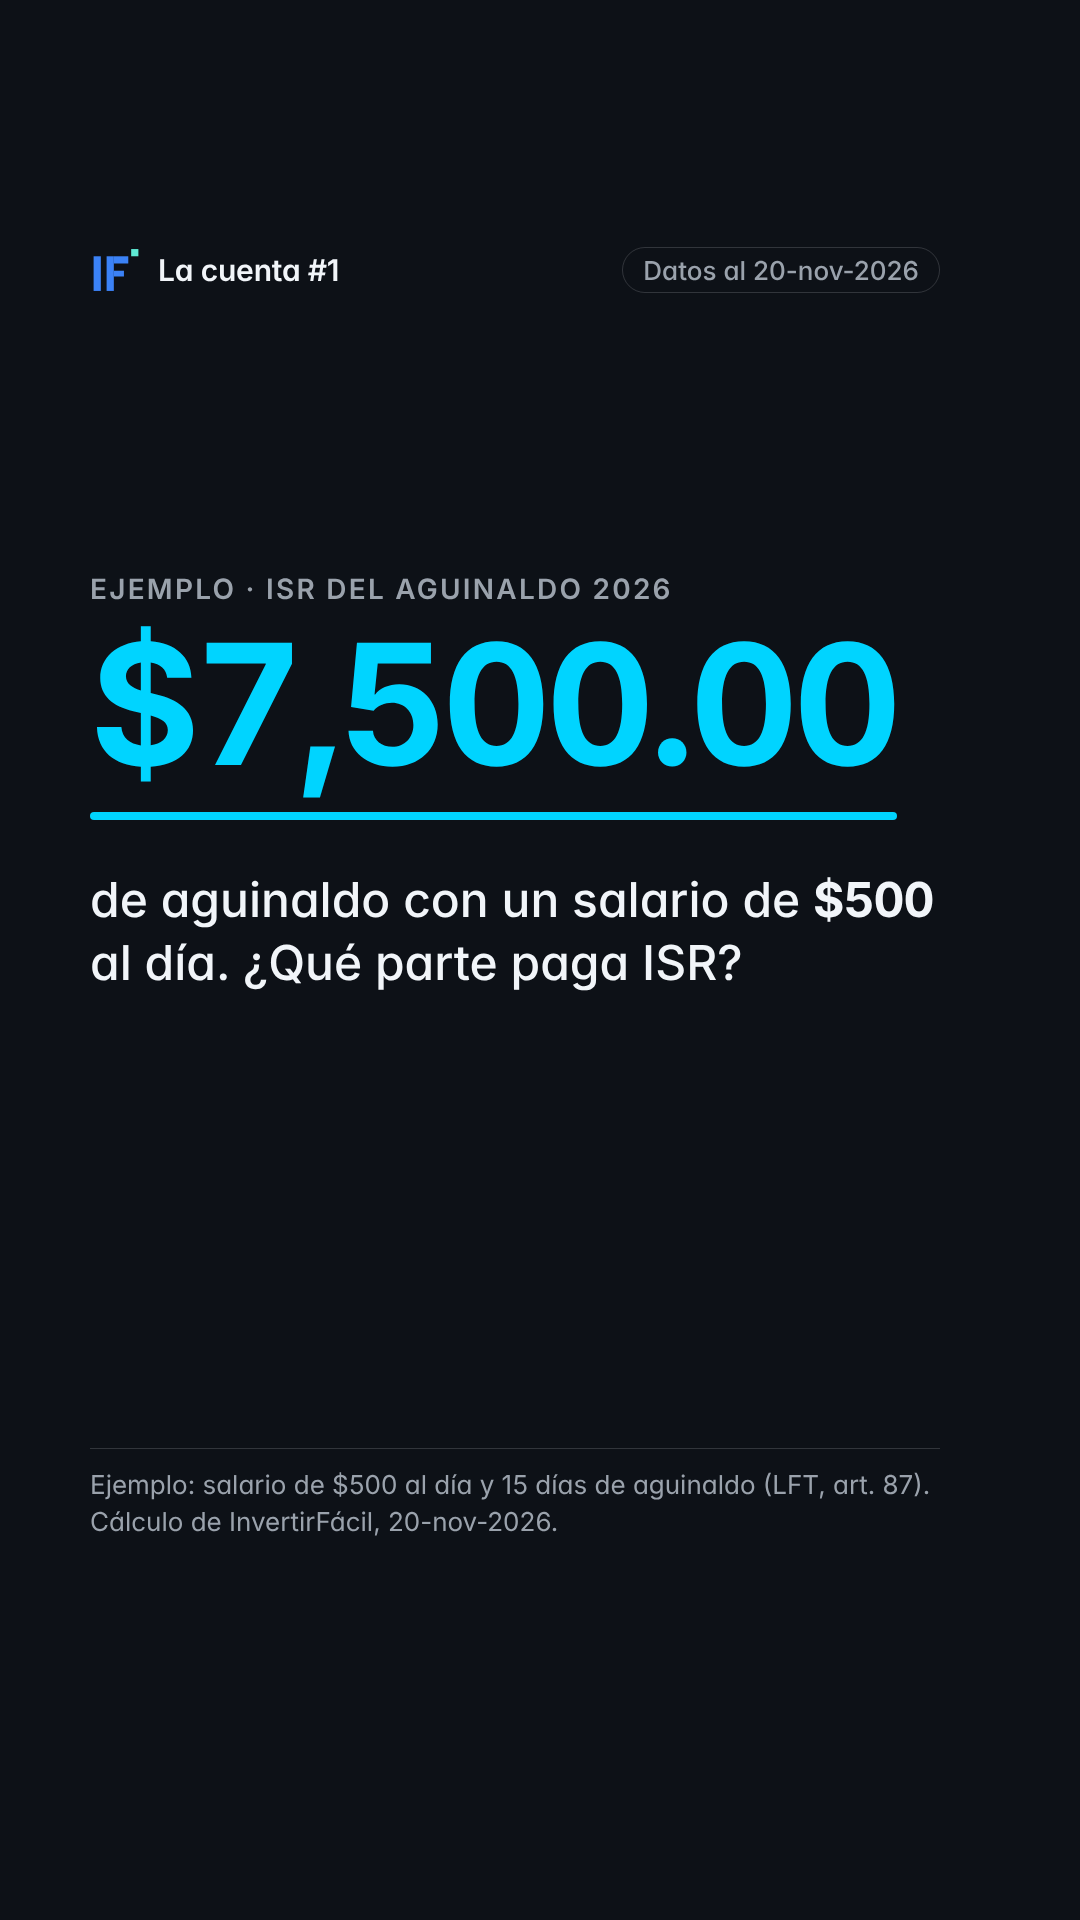 IF
La cuenta #1
Datos al 20-nov-2026
EJEMPLO · ISR DEL AGUINALDO 2026
$7,500.00
de aguinaldo con un salario de $500
al día. ¿Qué parte paga ISR?
Ejemplo: salario de $500 al día y 15 días de aguinaldo (LFT, art. 87).
Cálculo de InvertirFácil, 20-nov-2026.